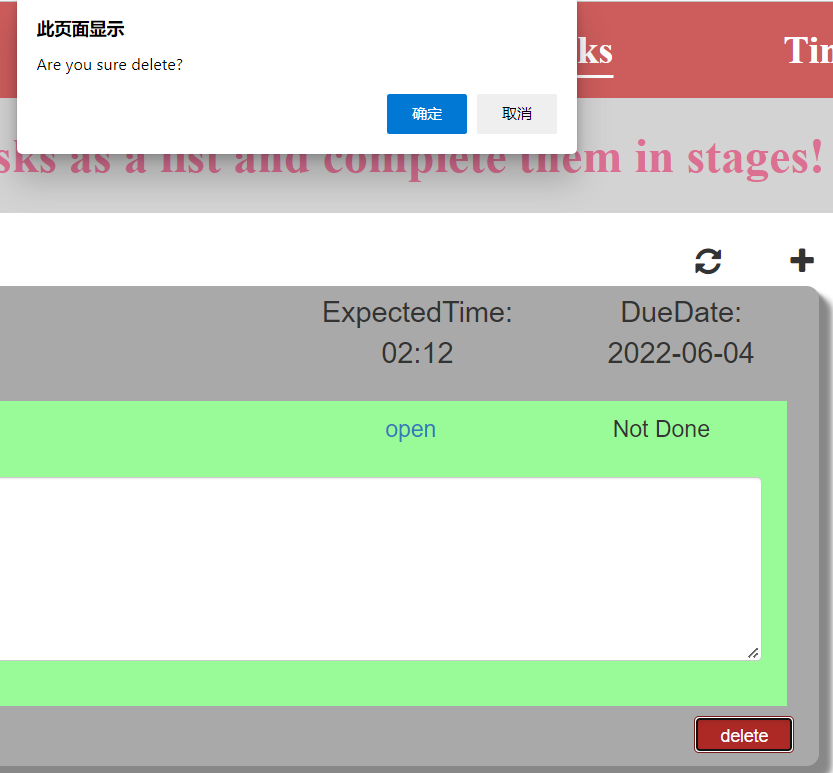 此页面显示
Are you sure delete?
确定
取消
ks
Tim
sks as a list and complete them in stages!
ExpectedTime:
DueDate:
02:12
2022-06-04
open
Not Done
delete